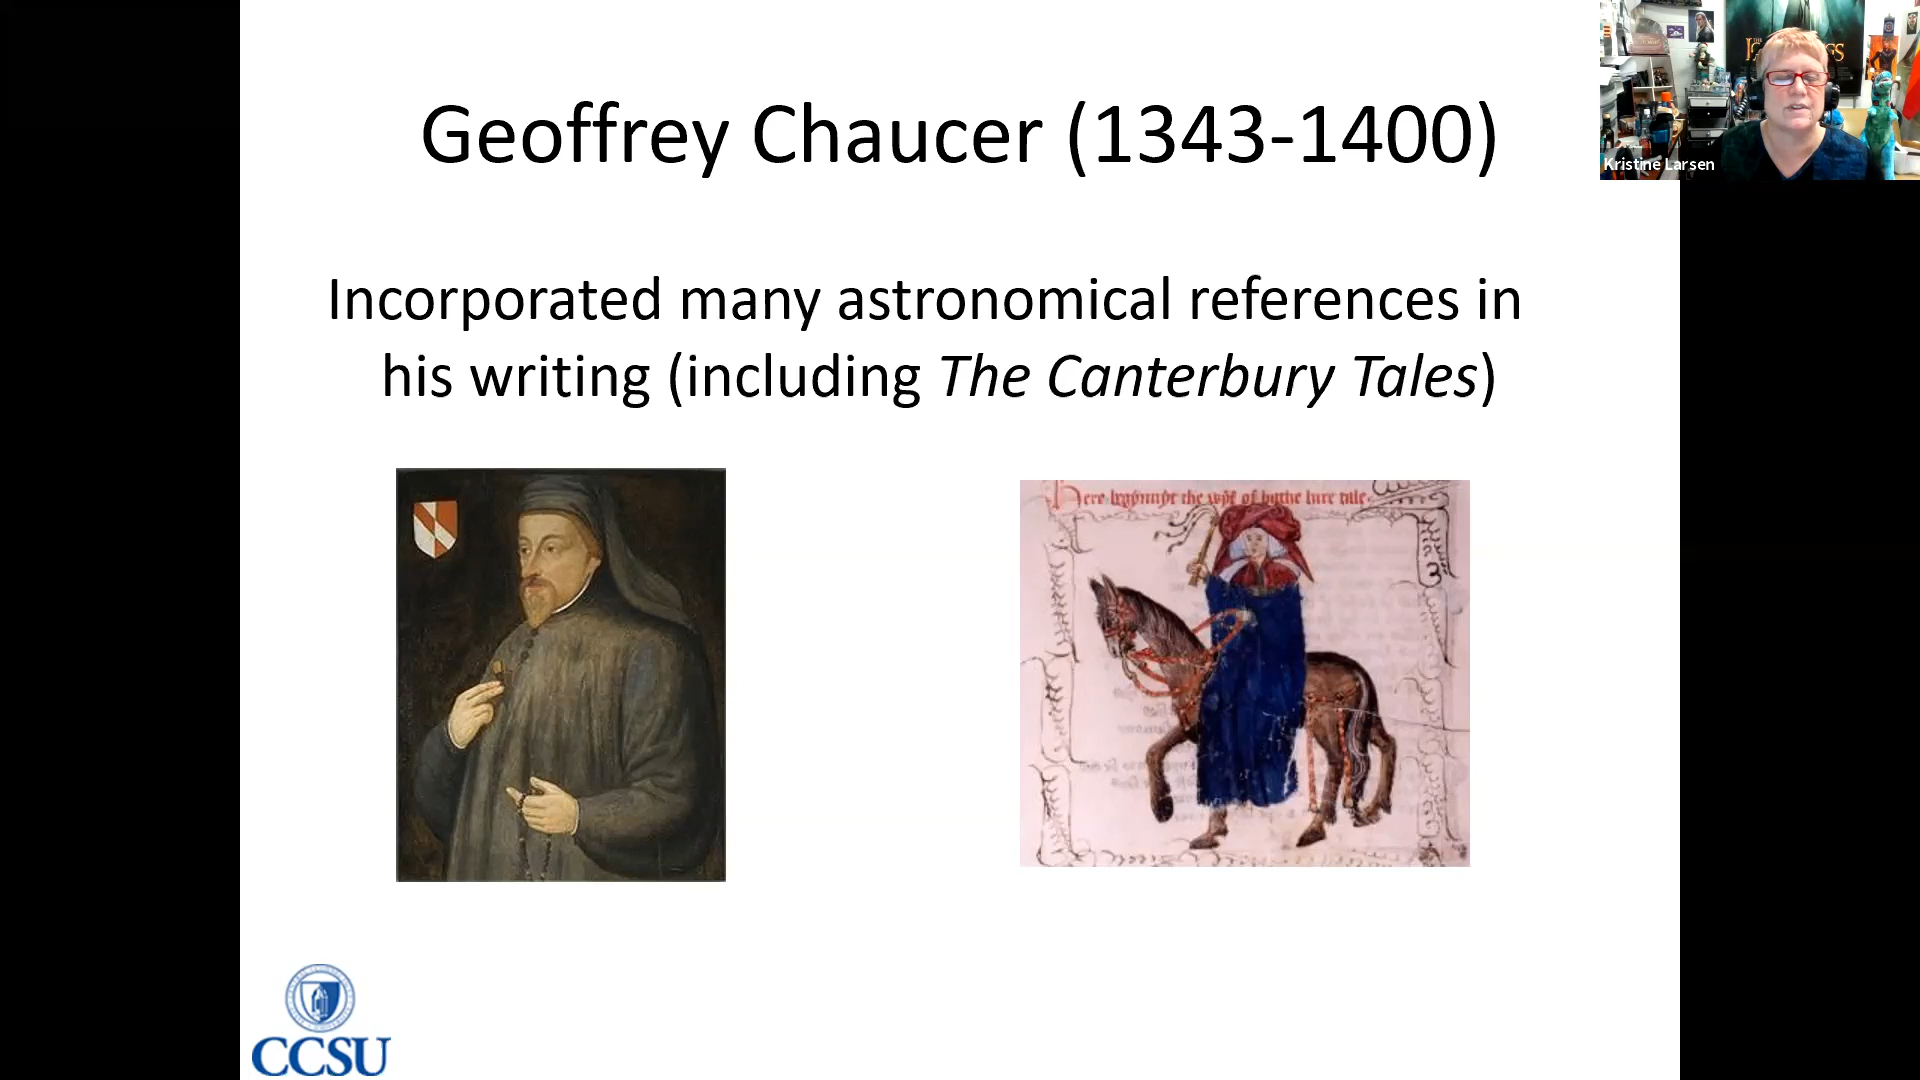 Geoffrey Chaucer (1343-1400)
Incorporated many astronomical references in
his writing (including The Canterbury Tales)
Kristine Larsen
CCSU